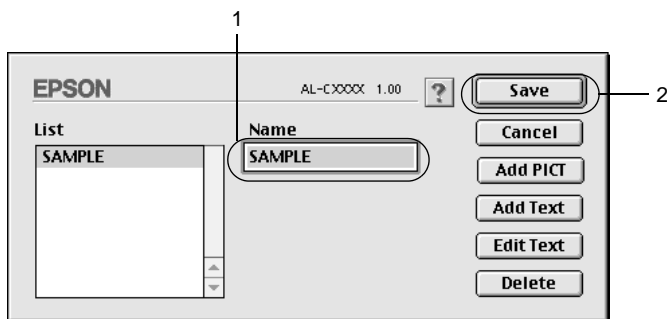 1
EPSON
AL-CXXXX 1.00
?
Save
2
List
Name
Cancel
SAMPLE
SAMPLE
Add PICT
Add Text
Edit Text
Delete